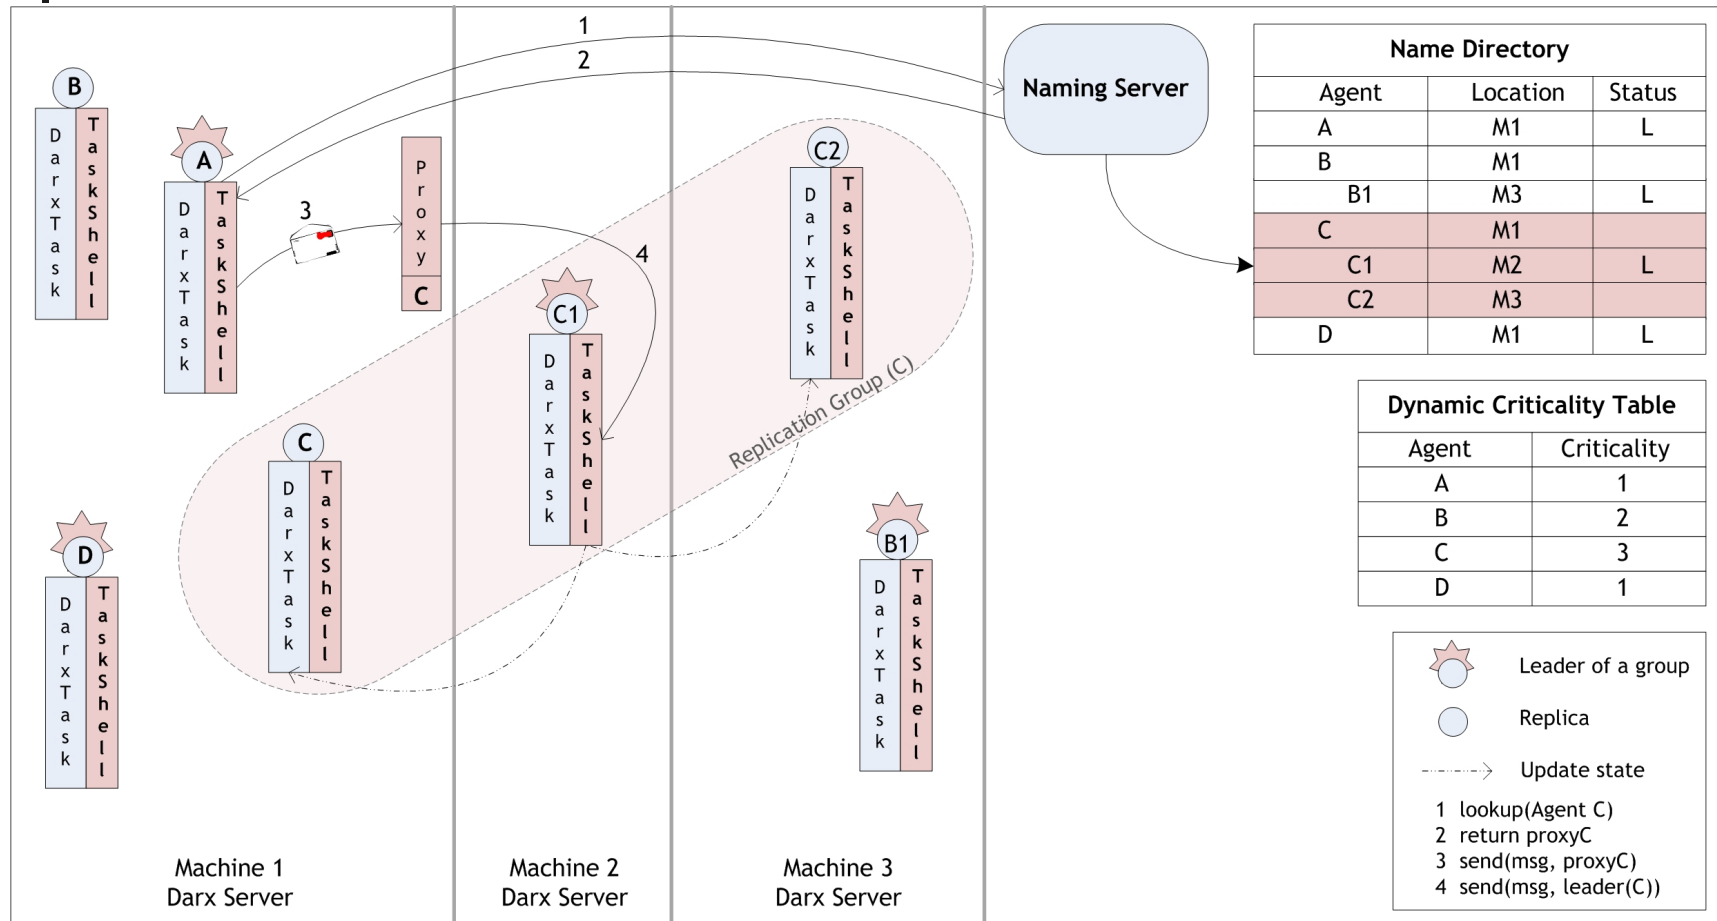 1
2
Naming Server
Name Directory
Agent Location Status
A M1 L
B M1
B1 M3 L
C M1
C1 M2 L
C2 M3
D M1 L
B
DarxTask
TaskShell
A
DarxTask
TaskShell
3
Proxy
C
4
C2
DarxTask
TaskShell
C1
DarxTask
TaskShell
Replication Group (C)
C
DarxTask
TaskShell
D
DarxTask
TaskShell
B1
DarxTask
TaskShell
Dynamic Criticality Table
Agent Criticality
A 1
B 2
C 3
D 1
Leader of a group
Replica
Update state
1 lookup(Agent C)
2 return proxyC
3 send(msg, proxyC)
4 send(msg, leader(C))
Machine 1
Darx Server
Machine 2
Darx Server
Machine 3
Darx Server